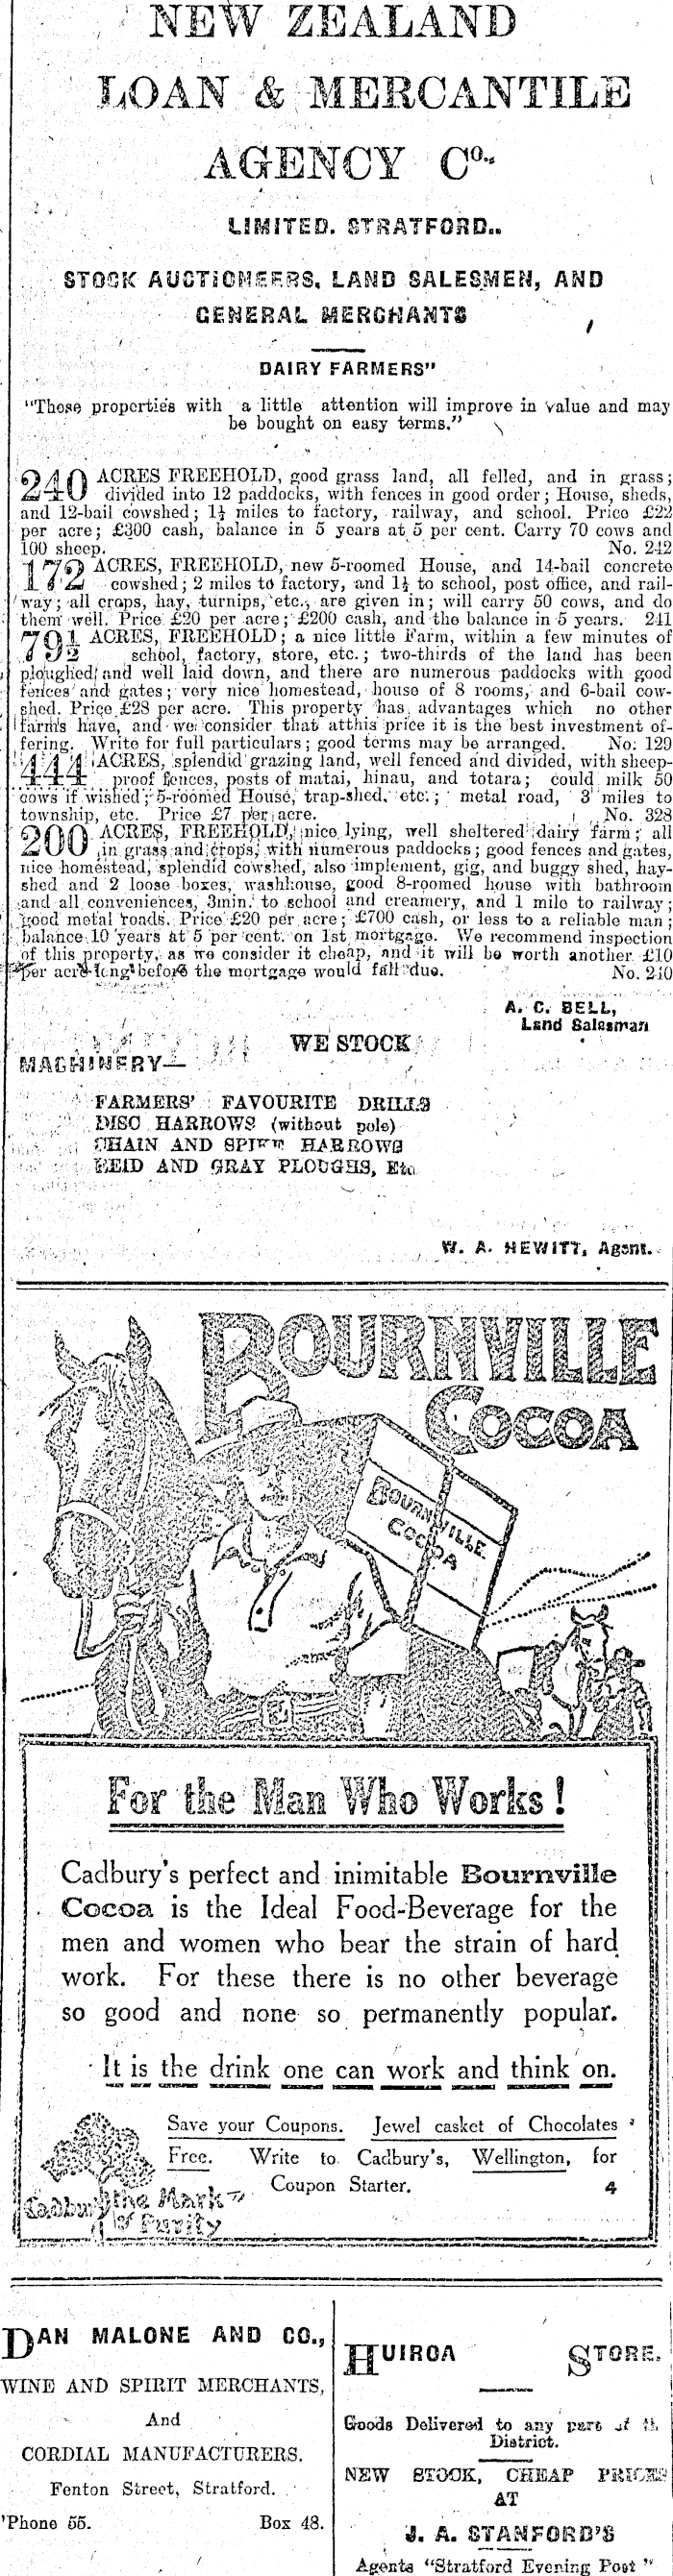 NEW ZEALAND
LOAN & MERCANTILE
AGENCY Co.,
LIMITED. STRATFORD..
STOCK AUCTIONEERS, LAND SALESMEN, AND
GENERAL MERCHANTS
DAIRY FARMERS"
"These properties with a little attention will improve in value and may
be bought on easy terms."
240 ACRES FREEHOLD, good grass land, all felled, and in grass;
divided into 12 paddocks, with fences in good order; House, sheds,
and 12-bail cowshed; 1½ miles to factory, railway, and school. Price £22
per acre; £300 cash, balance in 5 years at 5 per cent. Carry 70 cows and
100 sheep. No. 242
172 ACRES, FREEHOLD, new 5-roomed House, and 14-bail concrete
cowshed; 2 miles to factory, and 1½ to school, post office, and rail-
way; all crops, hay, turnips, etc., are given in; will carry 50 cows, and do
them well. Price £20 per acre; £200 cash, and the balance in 5 years. 241
79½ ACRES, FREEHOLD; a nice little Farm, within a few minutes of
school, factory, store, etc.; two-thirds of the land has been
ploughed and well laid down, and there are numerous paddocks with good
fences and gates; very nice homestead, house of 8 rooms, and 6-bail cow-
shed. Price £28 per acre. This property has advantages which no other
farms have, and we consider that atthis price it is the best investment of-
fering. Write for full particulars; good terms may be arranged. No. 129
444 ACRES, splendid grazing land, well fenced and divided, with sheep-
proof fences, posts of matai, hinau, and totara; could milk 50
cows if wished; 5-roomed House, trap-shed, etc.; metal road, 3 miles to
township, etc. Price £7 per acre. No. 328
200 ACRES, FREEHOLD, nice lying, well sheltered dairy farm; all
in grass and crops, with numerous paddocks; good fences and gates,
nice homestead, splendid cowshed, also implement, gig, and buggy shed, hay-
shed and 2 loose boxes, washhouse, good 8-roomed house with bathroom
and all conveniences, 3min. to school and creamery, and 1 mile to railway;
good metal roads. Price £20 per acre; £700 cash, or less to a reliable man;
balance 10 years at 5 per cent. on 1st mortgage. We recommend inspection
of this property, as we consider it cheap, and it will be worth another £10
per acre long before the mortgage would fall due. No. 240
A. C. BELL,
Land Salesman
WE STOCK
MACHINERY—
FARMERS' FAVOURITE DRILLS
DISC HARROWS (without pole)
CHAIN AND SPIKE HARROWS
REID AND GRAY PLOUGHS, Etc
W. A. HEWITT, Agent.
BOURNVILLE
COCOA
BOURNVILLE
COCOA
For the Man Who Works!
Cadbury's perfect and inimitable Bournville
Cocoa is the Ideal Food-Beverage for the
men and women who bear the strain of hard
work. For these there is no other beverage
so good and none so permanently popular.
It is the drink one can work and think on.
Save your Coupons. Jewel casket of Chocolates
Free. Write to Cadbury's, Wellington, for
Coupon Starter. 4
Cadbury the Mark
of Purity
DAN MALONE AND CO.,
WINE AND SPIRIT MERCHANTS,
And
CORDIAL MANUFACTURERS.
Fenton Street, Stratford.
'Phone 55. Box 48.
HUIROA STORE.
Goods Delivered to any part of th
District.
NEW STOCK, CHEAP PRICES
AT
J. A. STANFORD'S
Agents "Stratford Evening Post"